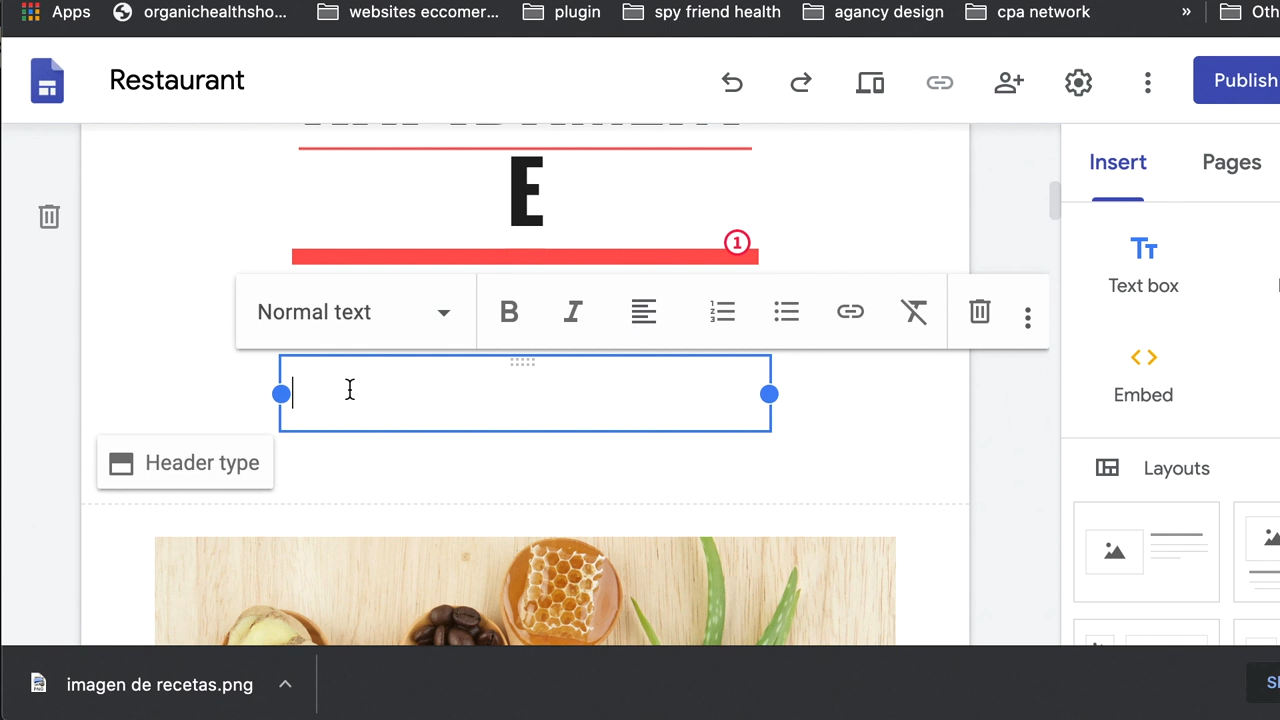 Apps organichealthsho... websites eccomer... plugin spy friend health agancy design cpa network » Oth
Restaurant
Publish
E
1
Insert Pages
Normal text B I
Text box
Embed
Header type
Layouts
imagen de recetas.png